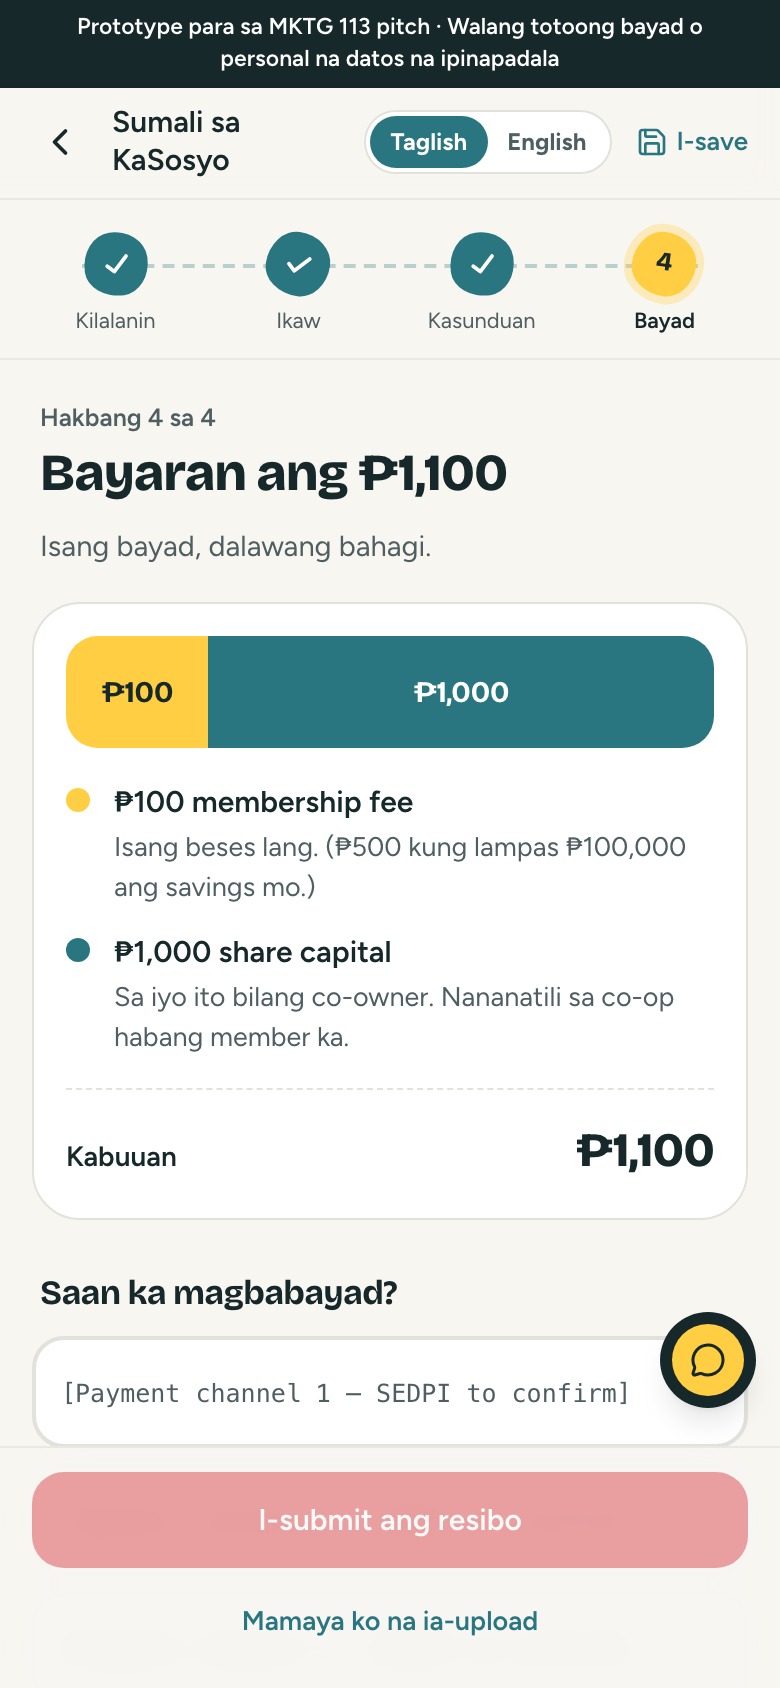 Prototype para sa MKTG 113 pitch · Walang totoong bayad o
personal na datos na ipinapadala
Sumali sa
KaSosyo
Taglish
English
I-save
4
Kilalanin
Ikaw
Kasunduan
Bayad
Hakbang 4 sa 4
Bayaran ang ₱1,100
Isang bayad, dalawang bahagi.
₱100
₱1,000
₱100 membership fee
Isang beses lang. (₱500 kung lampas ₱100,000
ang savings mo.)
₱1,000 share capital
Sa iyo ito bilang co-owner. Nananatili sa co-op
habang member ka.
Kabuuan
₱1,100
Saan ka magbabayad?
[Payment channel 1 — SEDPI to confirm]
I-submit ang resibo
Mamaya ko na ia-upload